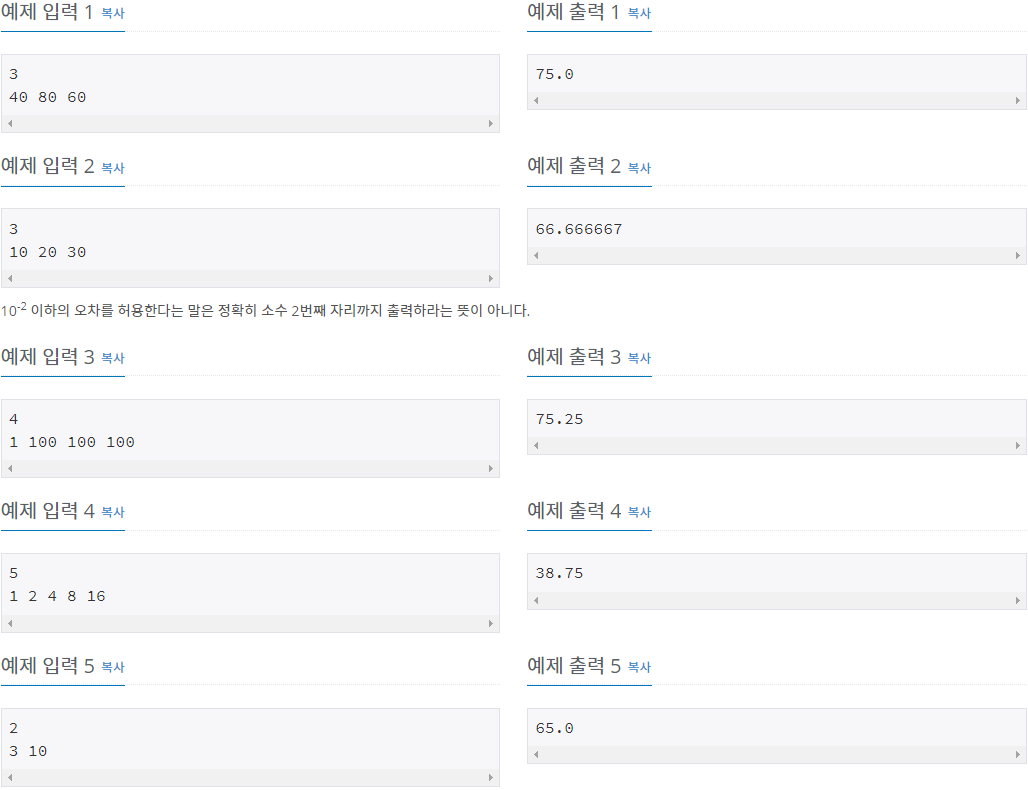 예제 입력 1 복사
예제 출력 1 복사
3
40 80 60
75.0
예제 입력 2 복사
예제 출력 2 복사
3
10 20 30
66.666667
10-2 이하의 오차를 허용한다는 말은 정확히 소수 2번째 자리까지 출력하라는 뜻이 아니다.
예제 입력 3 복사
예제 출력 3 복사
4
1 100 100 100
75.25
예제 입력 4 복사
예제 출력 4 복사
5
1 2 4 8 16
38.75
예제 입력 5 복사
예제 출력 5 복사
2
3 10
65.0